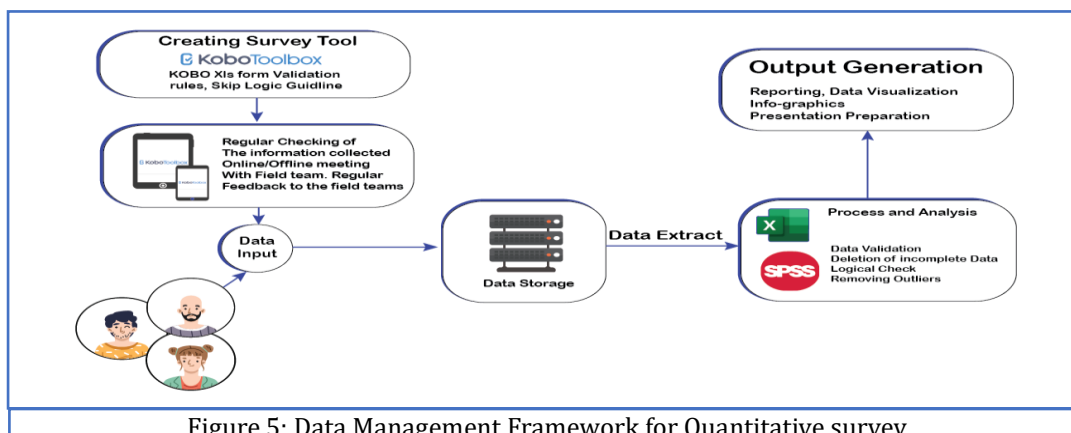 Creating Survey Tool
KoboToolbox
KOBO Xls form Validation
rules, Skip Logic Guidline
KoboToolbox
Regular Checking of
The information collected
Online/Offline meeting
With Field team. Regular
Feedback to the field teams
Data
Input
Data Storage
Data Extract
Process and Analysis
X
SPSS
Data Validation
Deletion of incomplete Data
Logical Check
Removing Outliers
Output Generation
Reporting, Data Visualization
Info-graphics
Presentation Preparation
Figure 5: Data Management Framework for Quantitative survey